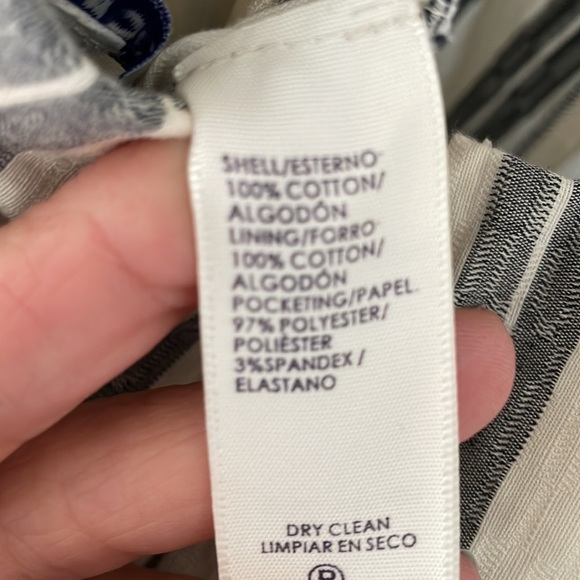 SHELL/ESTERNO
100% COTTON/
ALGODÓN
LINING/FORRO
100% COTTON/
ALGODÓN
POCKETING/PAPEL.
97% POLYESTER/
POLIÉSTER
3%SPANDEX/
ELASTANO
DRY CLEAN
LIMPIAR EN SECO
P